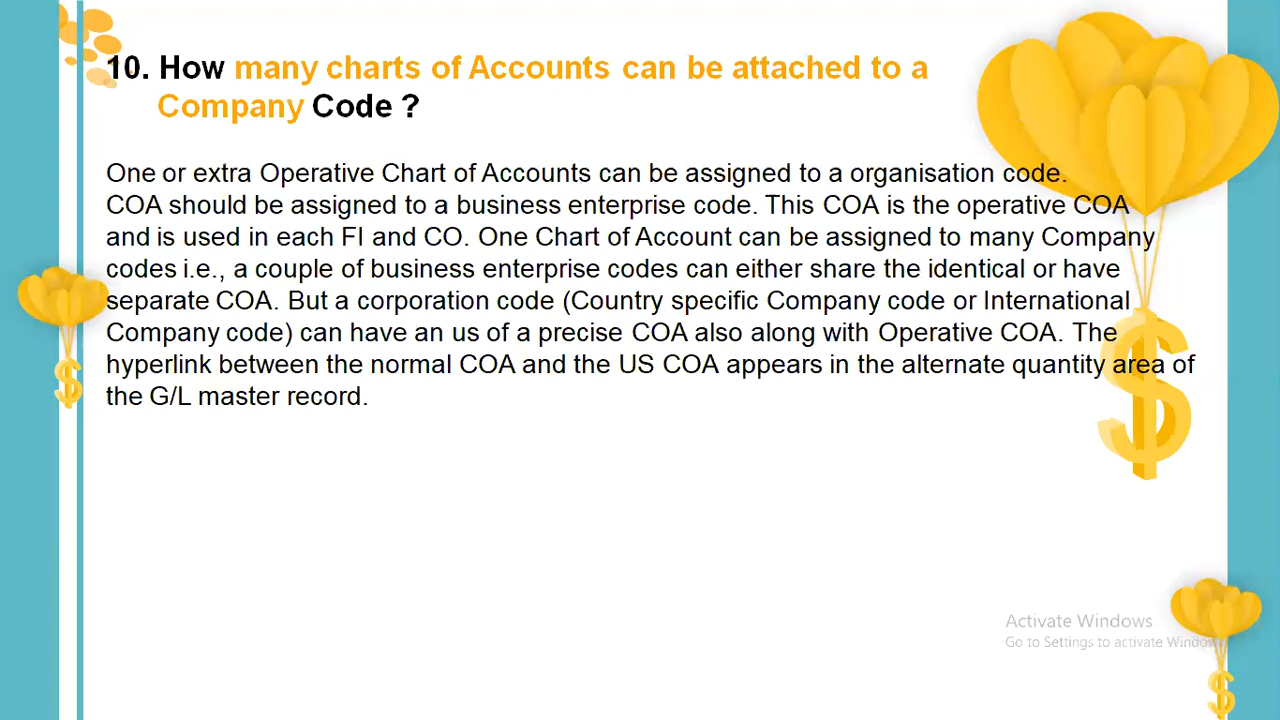 10. How many charts of Accounts can be attached to a
Company Code ?
One or extra Operative Chart of Accounts can be assigned to a organisation code.
COA should be assigned to a business enterprise code. This COA is the operative COA
and is used in each FI and CO. One Chart of Account can be assigned to many Company
codes i.e., a couple of business enterprise codes can either share the identical or have
separate COA. But a corporation code (Country specific Company code or International
Company code) can have an us of a precise COA also along with Operative COA. The
hyperlink between the normal COA and the US COA appears in the alternate quantity area of
the G/L master record.
Activate Windows
Go to Settings to activate Windows